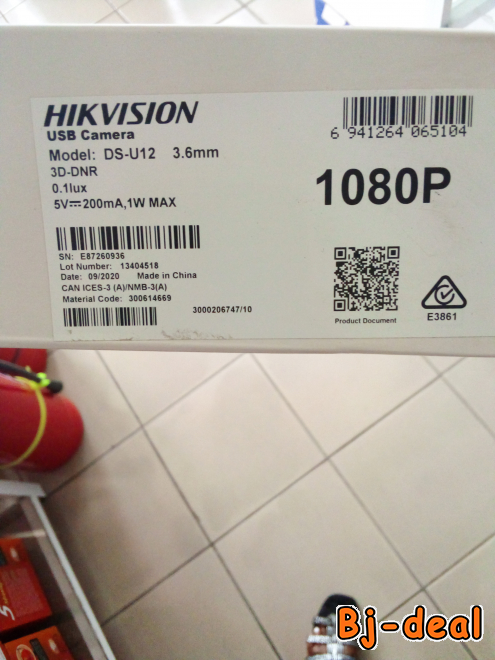 HIKVISION
USB Camera
Model: DS-U12 3.6mm
3D-DNR
0.1lux
5V⎓200mA,1W MAX
6 941264 065104
1080P
SN: E87260936
Lot Number: 13404518
Date: 09/2020 Made in China
CAN ICES-3 (A)/NMB-3(A)
Material Code: 300614669
3000206747/10
Product Document
E3861
Bj-deal